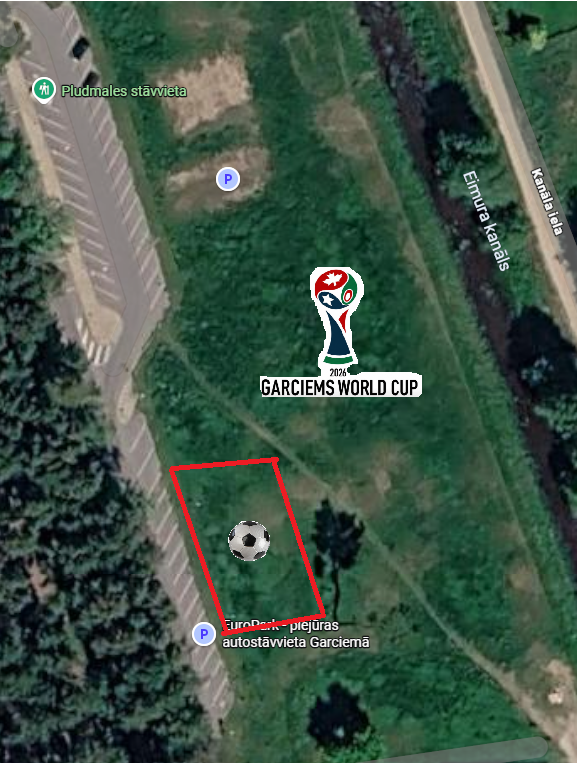 Pludmales stāvvieta
P
Kanāla iela
Eimura kanāls
2026
GARCIEMS WORLD CUP
P
EuroPark - piejūras
autostāvvieta Garciemā